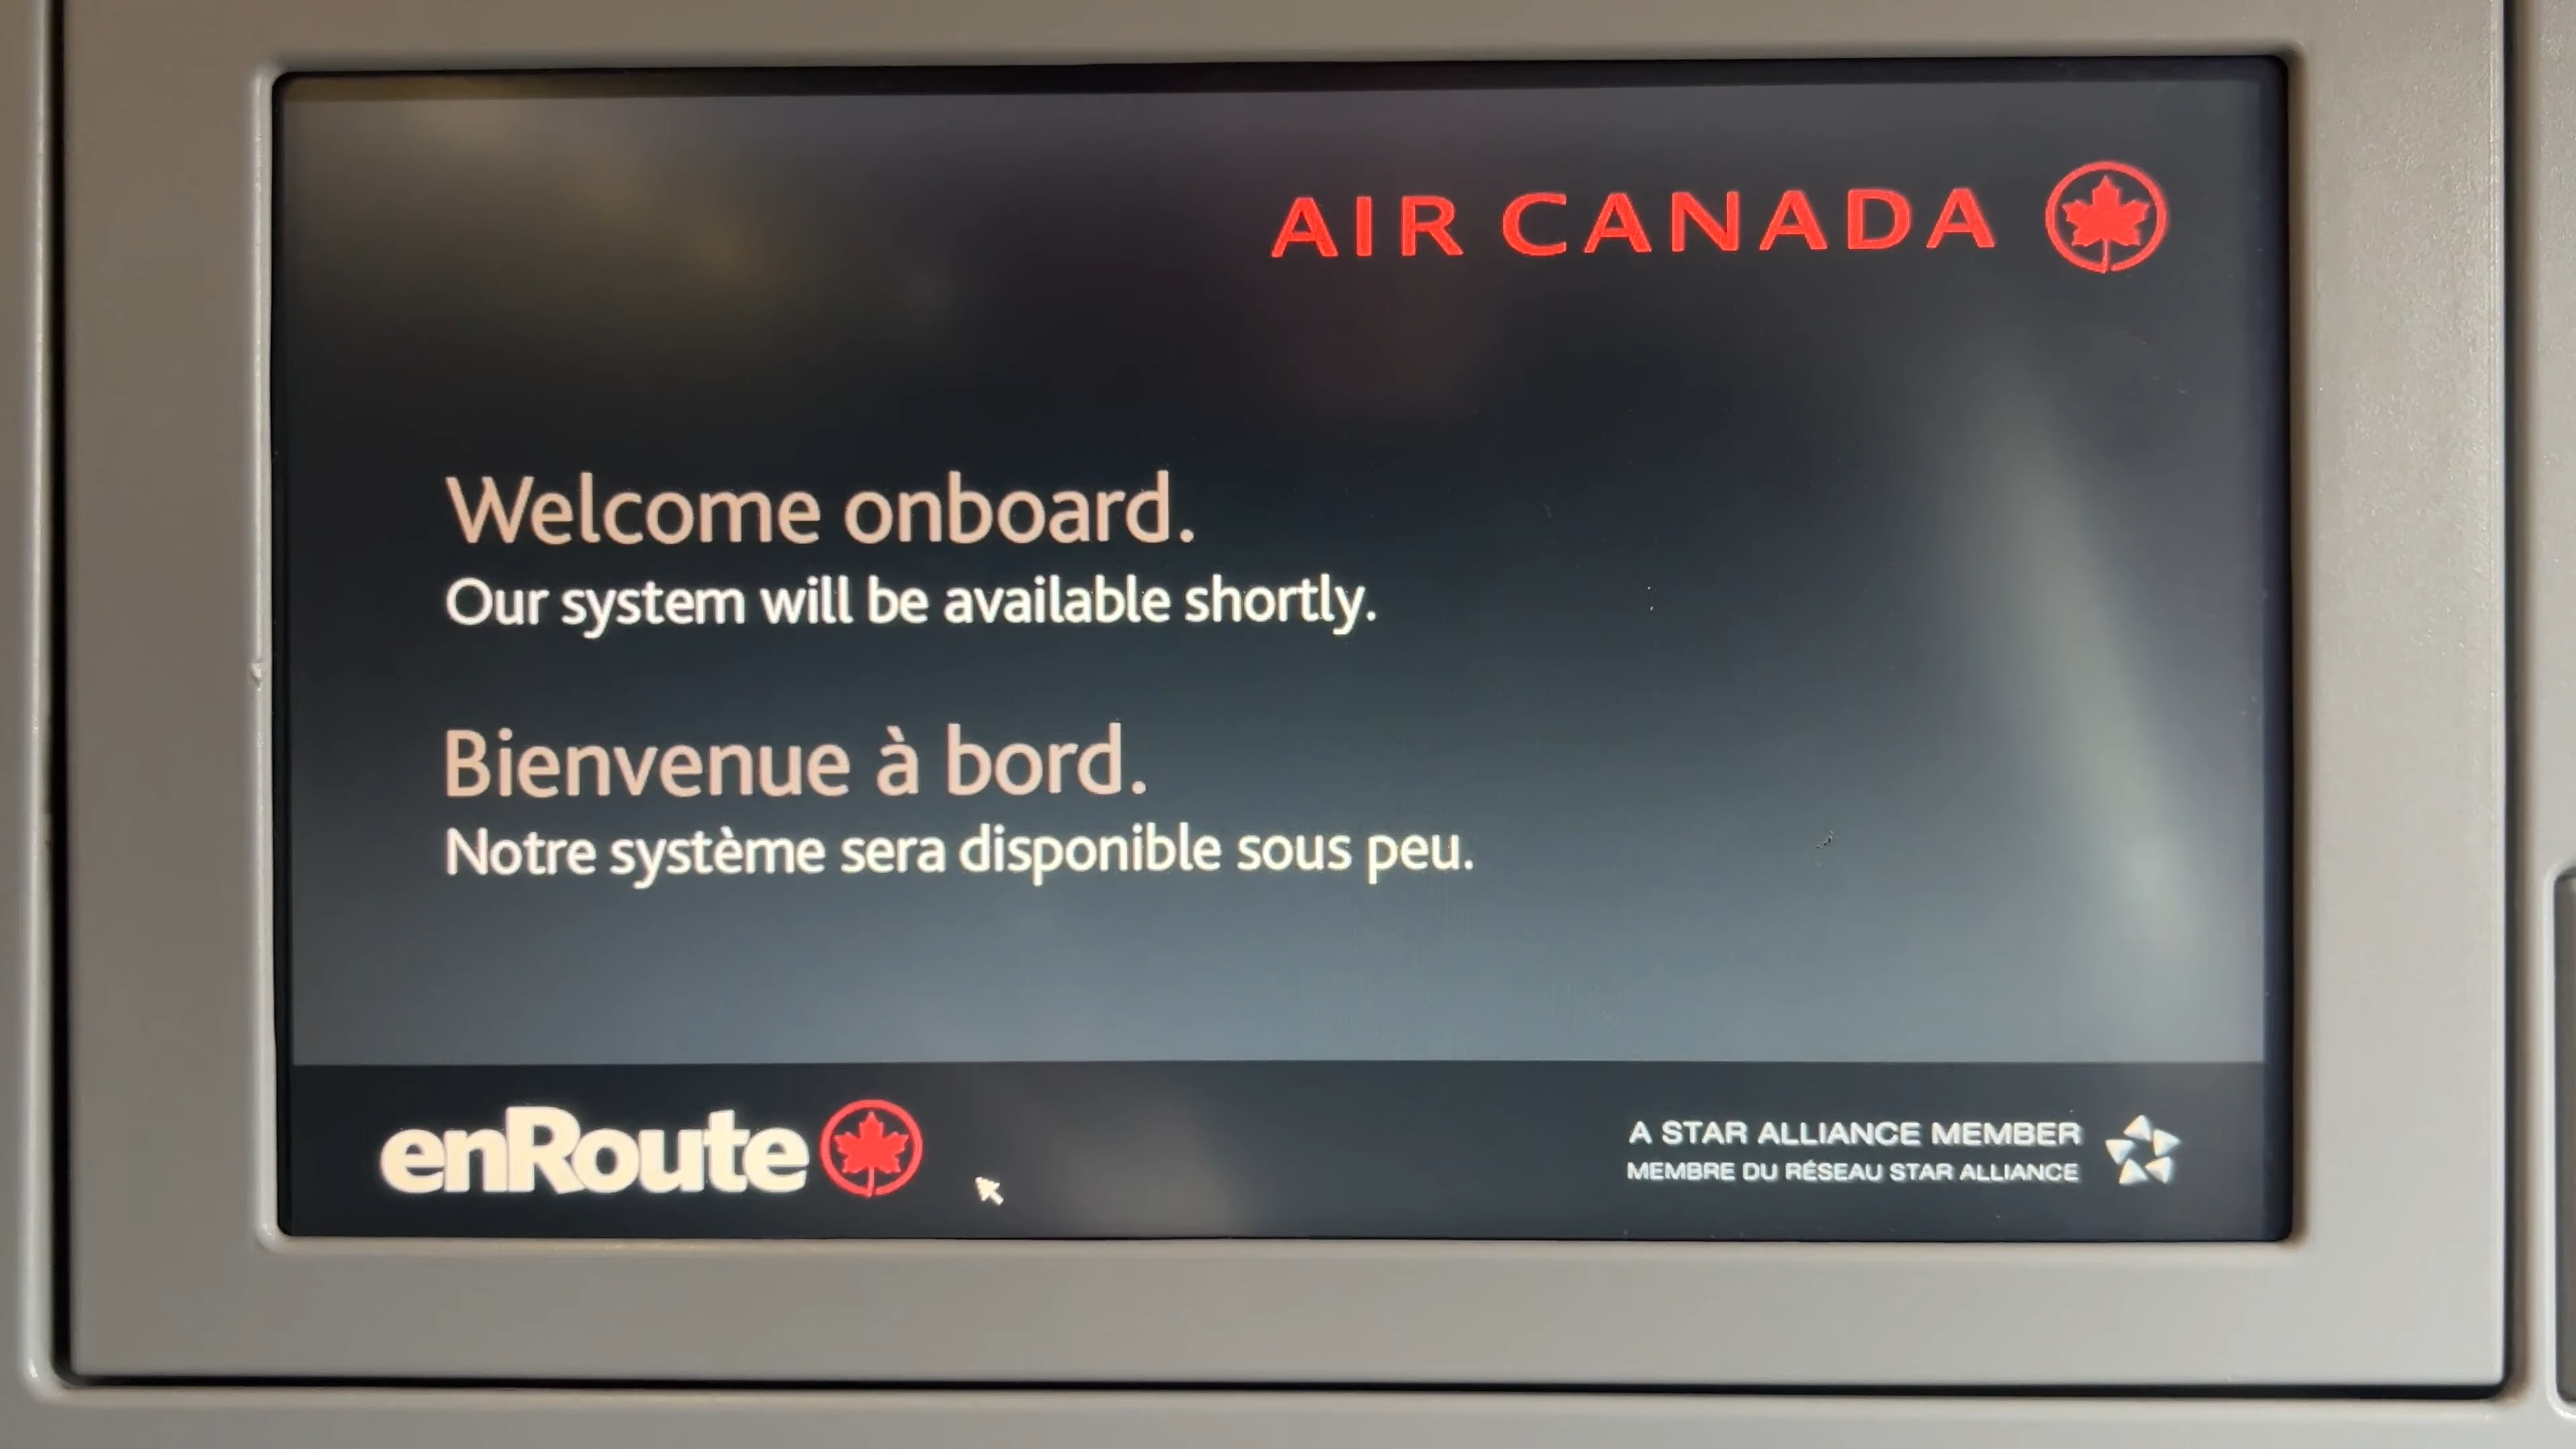 AIR CANADA
Welcome onboard.
Our system will be available shortly.
Bienvenue à bord.
Notre système sera disponible sous peu.
enRoute
A STAR ALLIANCE MEMBER
MEMBRE DU RÉSEAU STAR ALLIANCE